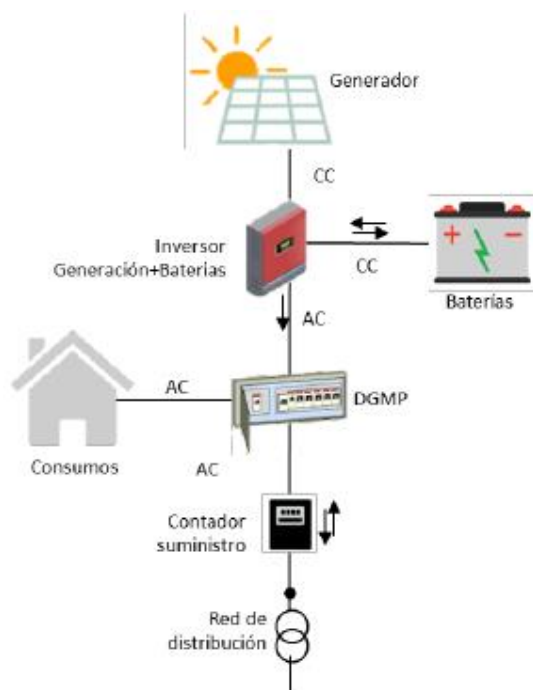 Generador
CC
Inversor
Generación+Baterias
CC
Baterías
AC
AC
DGMP
Consumos
AC
Contador
suministro
Red de
distribución